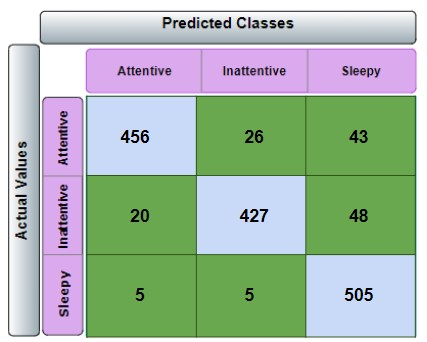 Predicted Classes
Attentive Inattentive Sleepy
Actual Values
Attentive 456 26 43
Inattentive 20 427 48
Sleepy 5 5 505